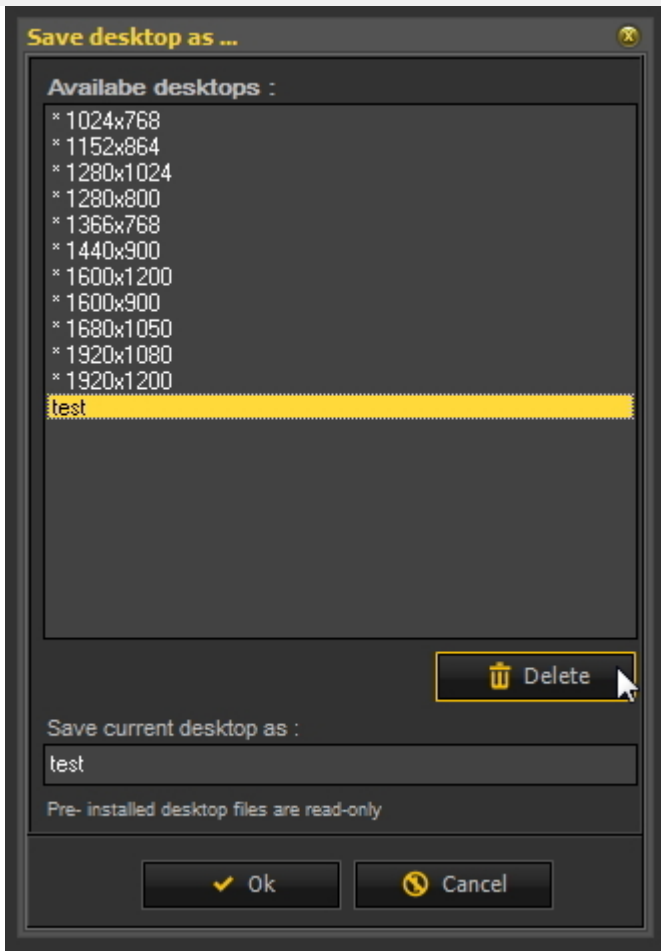 Save desktop as ...
Availabe desktops :
* 1024x768
* 1152x864
* 1280x1024
* 1280x800
* 1366x768
* 1440x900
* 1600x1200
* 1600x900
* 1680x1050
* 1920x1080
* 1920x1200
test
Delete
Save current desktop as :
test
Pre- installed desktop files are read-only
Ok Cancel